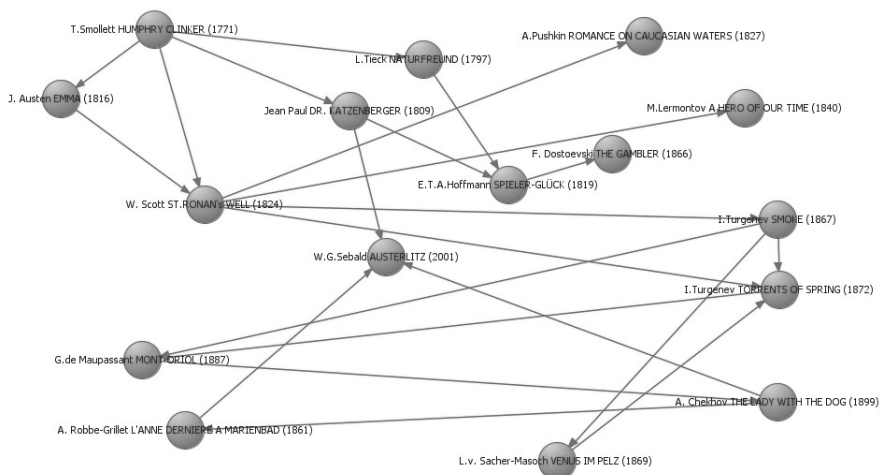 T.Smollett HUMPHRY CLINKER (1771)
A.Pushkin ROMANCE ON CAUCASIAN WATERS (1827)
L.Tieck NATURFREUND (1797)
J. Austen EMMA (1816)
Jean Paul DR. KATZENBERGER (1809)
M.Lermontov A HERO OF OUR TIME (1840)
F. Dostoevski THE GAMBLER (1866)
E.T.A.Hoffmann SPIELER-GLÜCK (1819)
W. Scott ST.RONAN's WELL (1824)
I.Turgenev SMOKE (1867)
W.G.Sebald AUSTERLITZ (2001)
I.Turgenev TORRENTS OF SPRING (1872)
G.de Maupassant MONT-ORIOL (1887)
A. Chekhov THE LADY WITH THE DOG (1899)
A. Robbe-Grillet L'ANNE DERNIERE A MARIENBAD (1861)
L.v. Sacher-Masoch VENUS IM PELZ (1869)